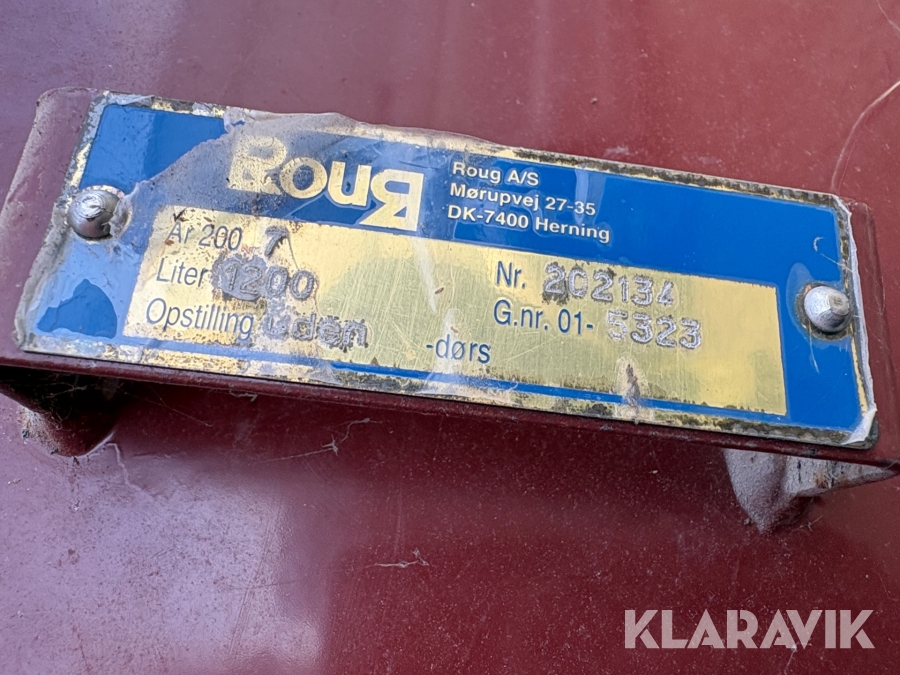 Roug
Roug A/S
Mørupvej 27-35
DK-7400 Herning
År 200 7
Liter 1200
Nr. 2C2134
Opstilling uden -dørs
G.nr. 01- 5323
KLARAVIK